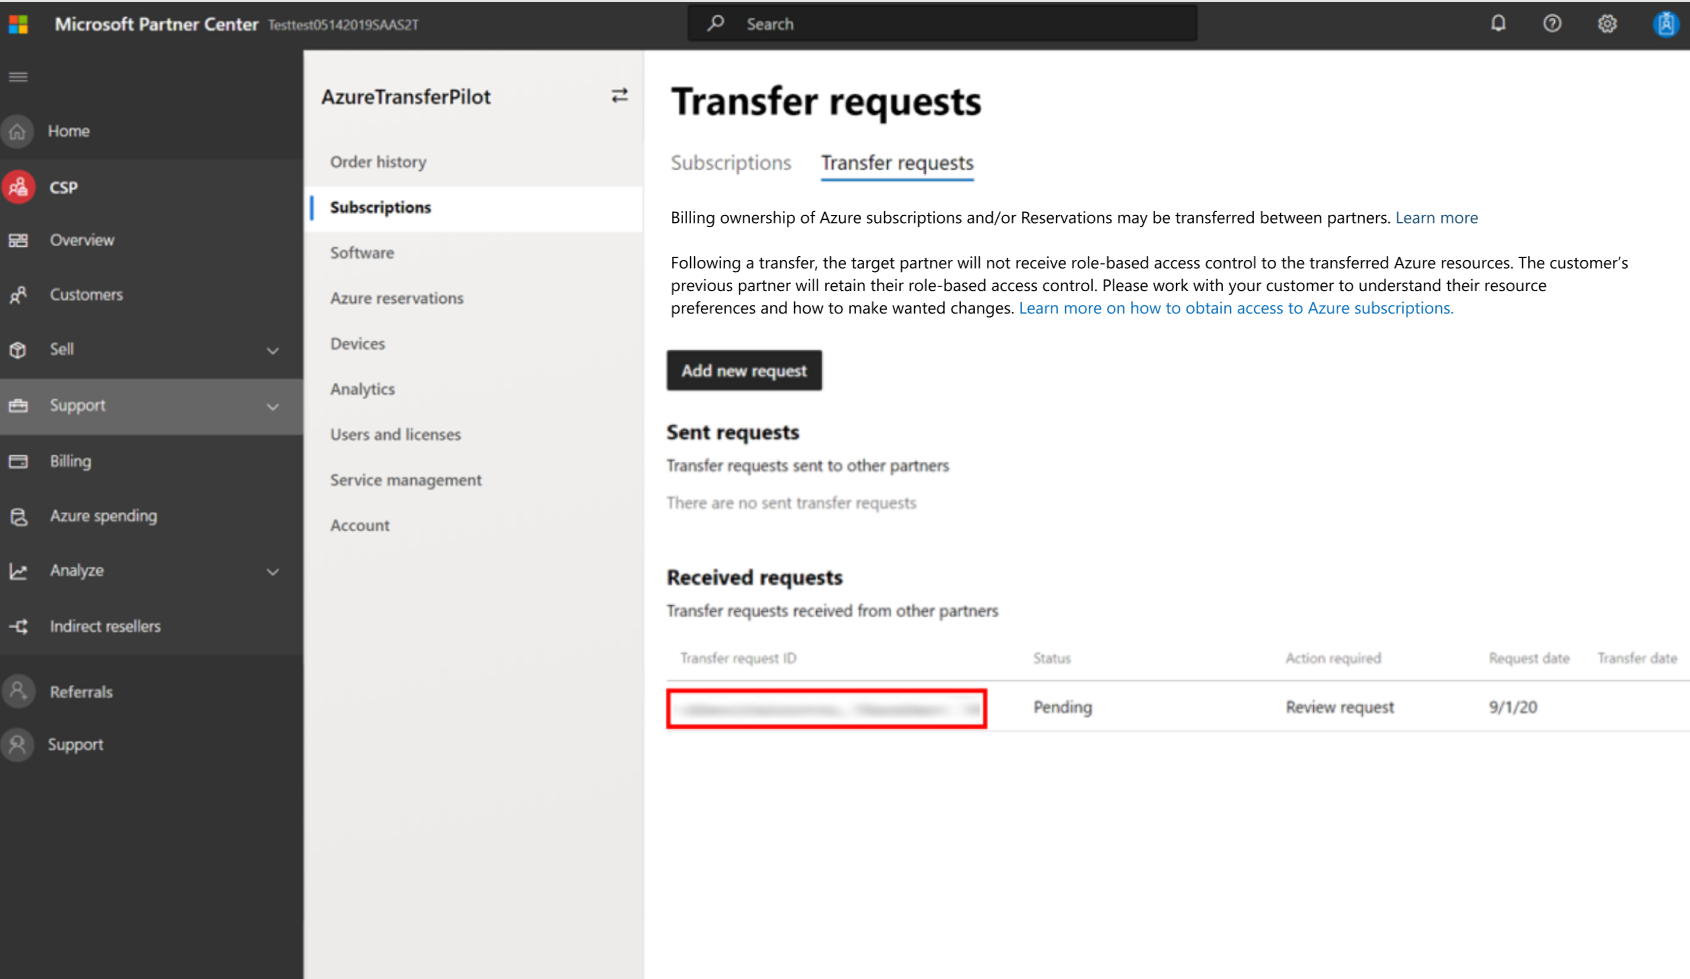 Microsoft Partner Center Testtest05142019SAAS2T
Search
Home
CSP
Overview
Customers
Sell
Support
Billing
Azure spending
Analyze
Indirect resellers
Referrals
Support
AzureTransferPilot
Order history
Subscriptions
Software
Azure reservations
Devices
Analytics
Users and licenses
Service management
Account
Transfer requests
Subscriptions Transfer requests
Billing ownership of Azure subscriptions and/or Reservations may be transferred between partners. Learn more
Following a transfer, the target partner will not receive role-based access control to the transferred Azure resources. The customer's
previous partner will retain their role-based access control. Please work with your customer to understand their resource
preferences and how to make wanted changes. Learn more on how to obtain access to Azure subscriptions.
Add new request
Sent requests
Transfer requests sent to other partners
There are no sent transfer requests
Received requests
Transfer requests received from other partners
Transfer request ID Status Action required Request date Transfer date
Pending Review request 9/1/20